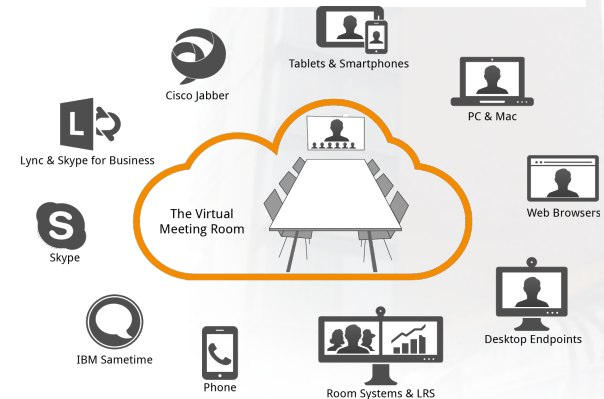 Tablets & Smartphones
Cisco Jabber
PC & Mac
L
Lync & Skype for Business
The Virtual
Meeting Room
Web Browsers
S
Skype
Desktop Endpoints
IBM Sametime
Phone
Room Systems & LRS